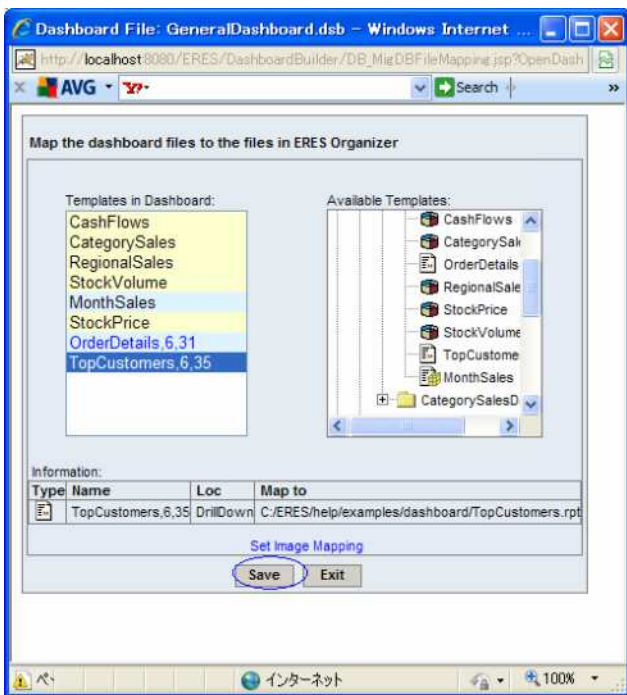 Dashboard File: GeneralDashboard.dsb - Windows Internet ...
http://localhost:8080/ERES/DashboardBuilder/DB_MigDBFileMapping.jsp?OpenDash
AVG Search »
Map the dashboard files to the files in ERES Organizer
Templates in Dashboard:
CashFlows
CategorySales
RegionalSales
StockVolume
MonthSales
StockPrice
OrderDetails,6,31
TopCustomers,6,35
Available Templates:
CashFlows
CategorySale
OrderDetails
RegionalSale
StockPrice
StockVolume
TopCustome
MonthSales
CategorySalesD
Information:
Type Name Loc Map to
TopCustomers,6,35 DrillDown C:/ERES/help/examples/dashboard/TopCustomers.rpt
Set Image Mapping
Save Exit
インターネット 100%